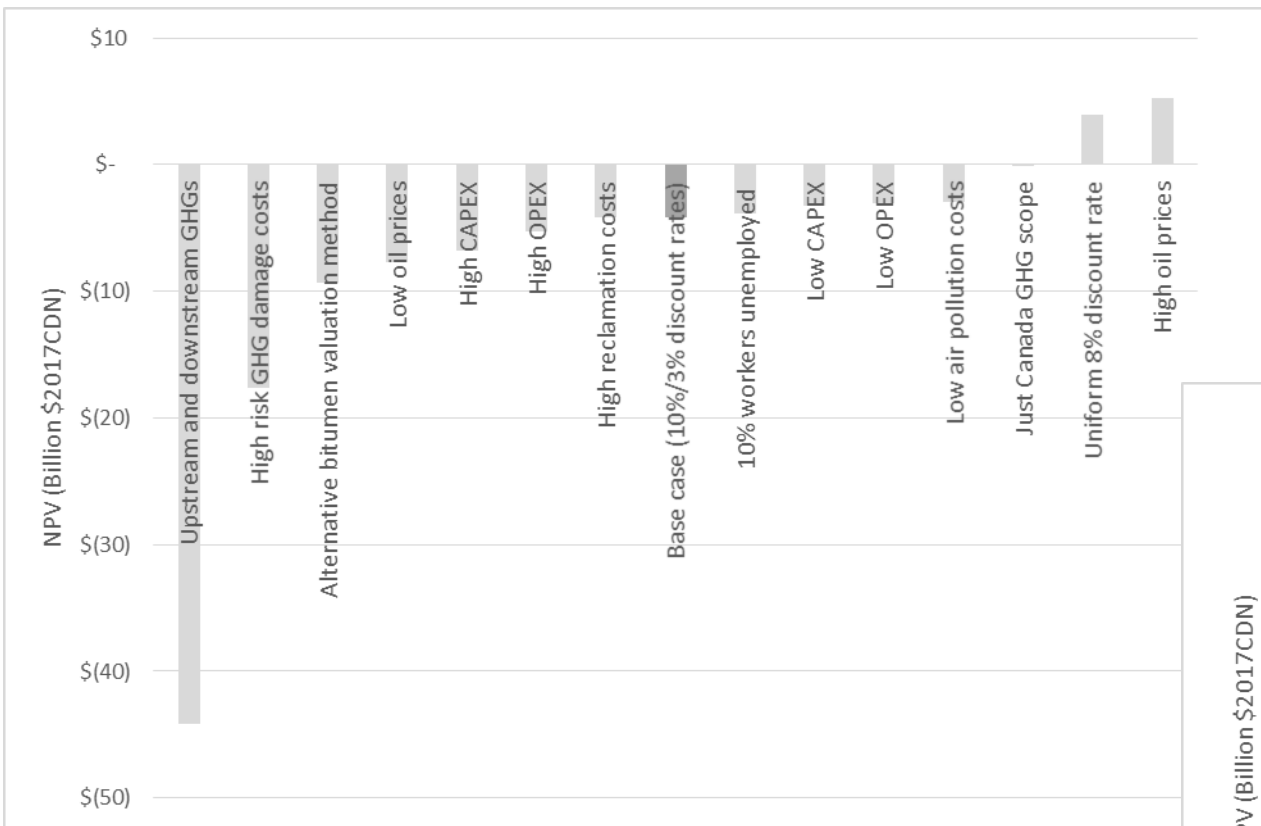 $10
$-
$(10)
$(20)
$(30)
$(40)
$(50)
NPV (Billion $2017CDN)
Upstream and downstream GHGs
High risk GHG damage costs
Alternative bitumen valuation method
Low oil prices
High CAPEX
High OPEX
High reclamation costs
Base case (10%/3% discount rates)
10% workers unemployed
Low CAPEX
Low OPEX
Low air pollution costs
Just Canada GHG scope
Uniform 8% discount rate
High oil prices
PV (Billion $2017CDN)